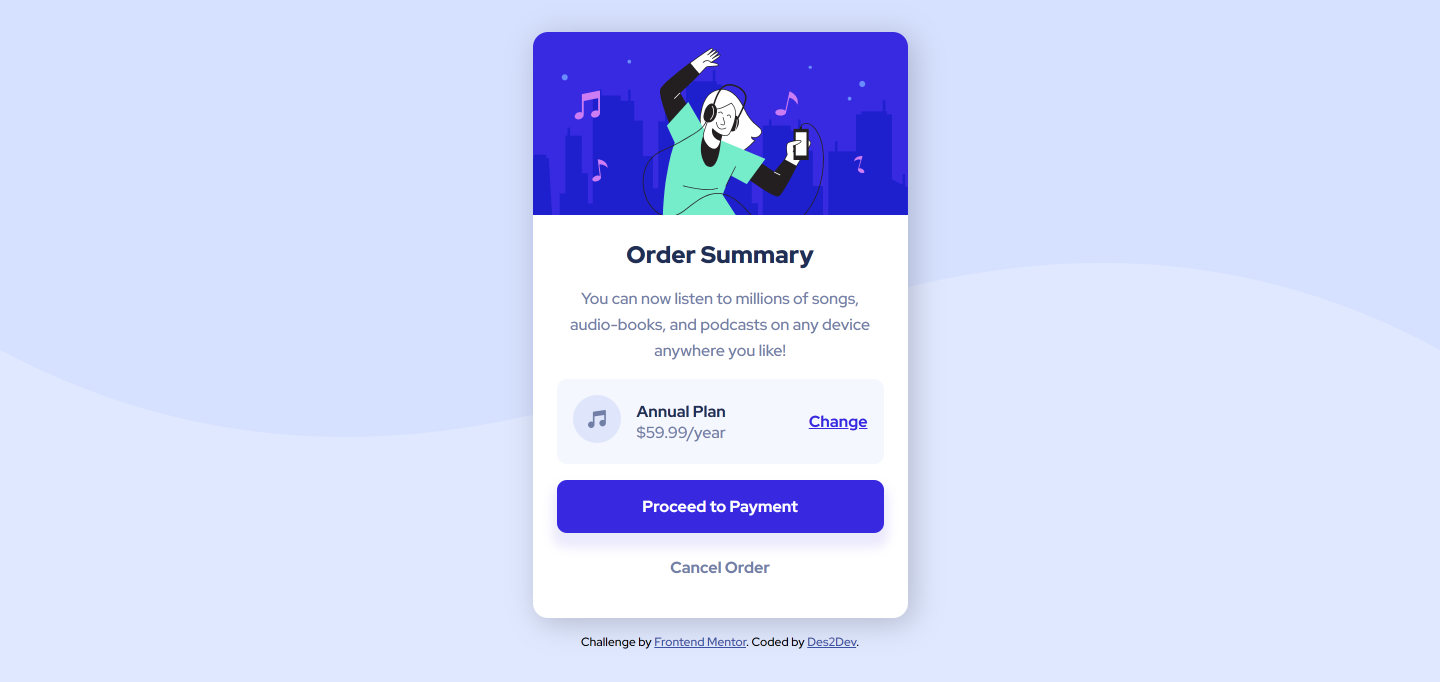 Order Summary
You can now listen to millions of songs,
audio-books, and podcasts on any device
anywhere you like!
Annual Plan
$59.99/year
Change
Proceed to Payment
Cancel Order
Challenge by Frontend Mentor. Coded by Des2Dev.